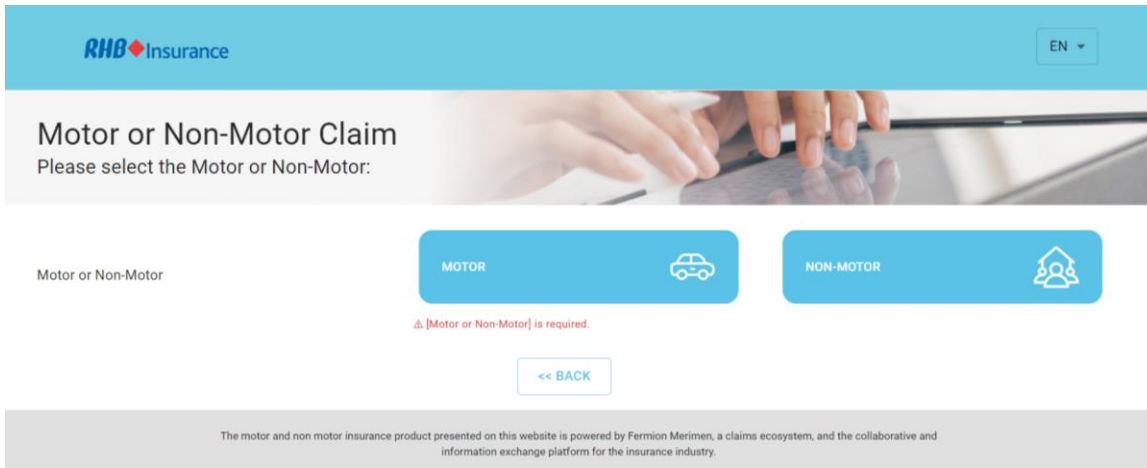 RHB Insurance
EN
Motor or Non-Motor Claim
Please select the Motor or Non-Motor:
Motor or Non-Motor
MOTOR
NON-MOTOR
[Motor or Non-Motor] is required.
<< BACK
The motor and non motor insurance product presented on this website is powered by Fermion Merimen, a claims ecosystem, and the collaborative and
information exchange platform for the insurance industry.